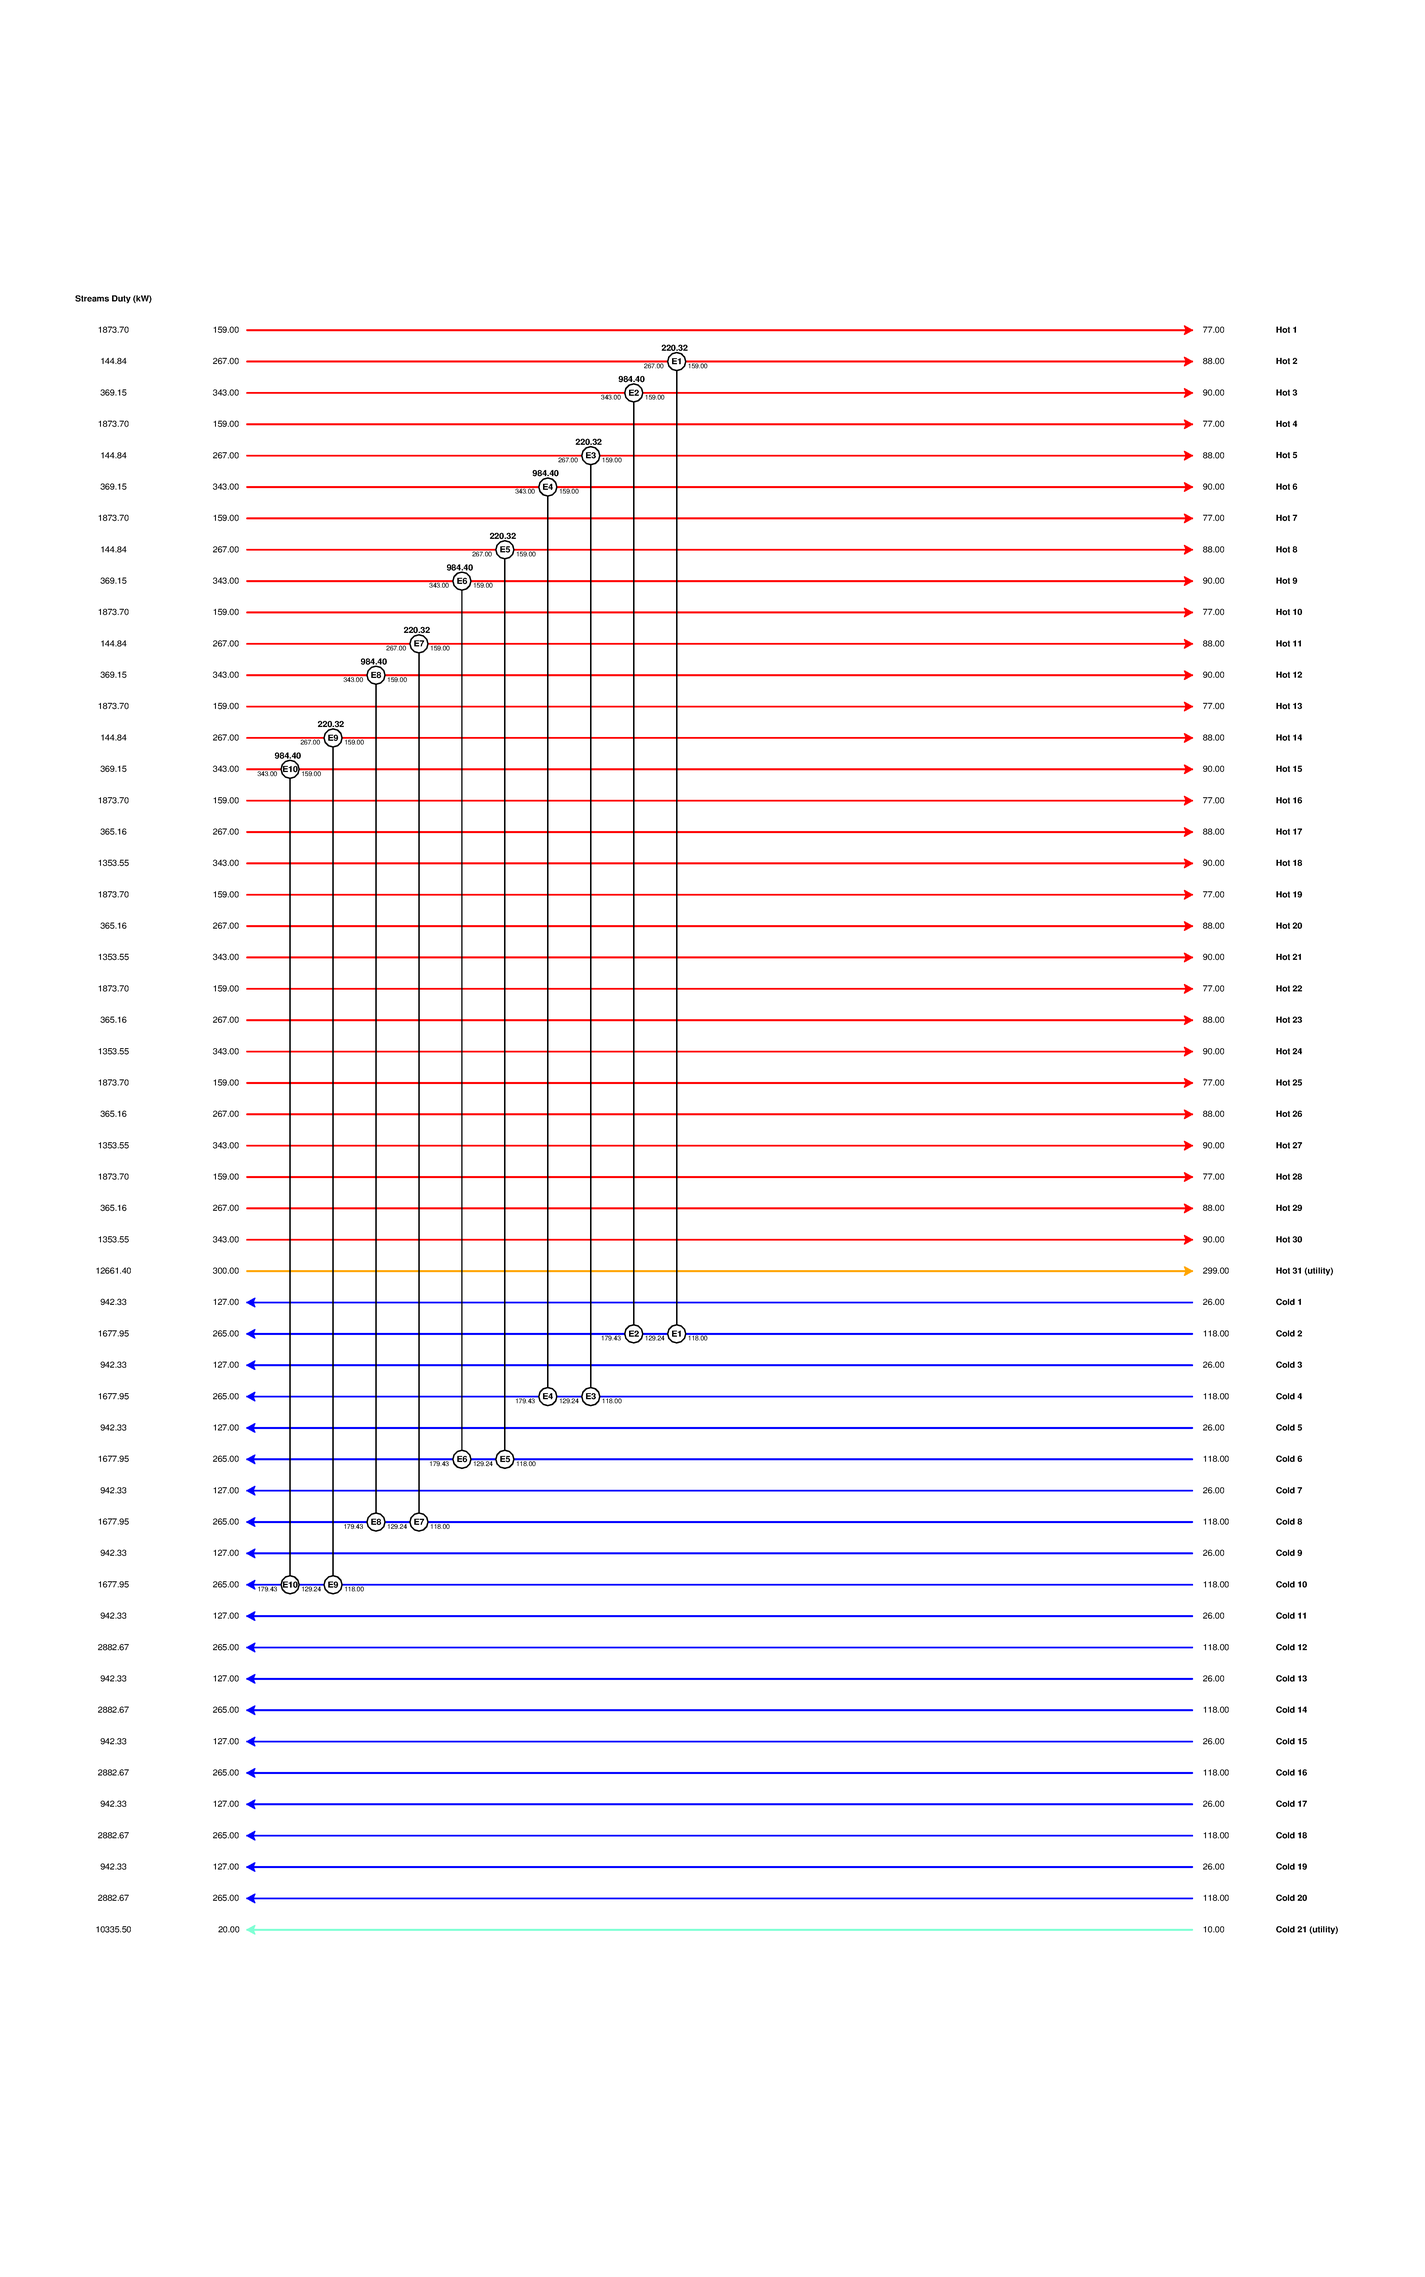 Streams Duty (kW)
1873.70 159.00 77.00 Hot 1
220.32
144.84 267.00 E1 88.00 Hot 2
267.00 159.00
984.40
369.15 343.00 E2 90.00 Hot 3
343.00 159.00
1873.70 159.00 77.00 Hot 4
220.32
144.84 267.00 E3 88.00 Hot 5
267.00 159.00
984.40
369.15 343.00 E4 90.00 Hot 6
343.00 159.00
1873.70 159.00 77.00 Hot 7
220.32
144.84 267.00 E5 88.00 Hot 8
267.00 159.00
984.40
369.15 343.00 E6 90.00 Hot 9
343.00 159.00
1873.70 159.00 77.00 Hot 10
220.32
144.84 267.00 E7 88.00 Hot 11
267.00 159.00
984.40
369.15 343.00 E8 90.00 Hot 12
343.00 159.00
1873.70 159.00 77.00 Hot 13
220.32
144.84 267.00 E9 88.00 Hot 14
267.00 159.00
984.40
369.15 343.00 E10 90.00 Hot 15
343.00 159.00
1873.70 159.00 77.00 Hot 16
365.16 267.00 88.00 Hot 17
1353.55 343.00 90.00 Hot 18
1873.70 159.00 77.00 Hot 19
365.16 267.00 88.00 Hot 20
1353.55 343.00 90.00 Hot 21
1873.70 159.00 77.00 Hot 22
365.16 267.00 88.00 Hot 23
1353.55 343.00 90.00 Hot 24
1873.70 159.00 77.00 Hot 25
365.16 267.00 88.00 Hot 26
1353.55 343.00 90.00 Hot 27
1873.70 159.00 77.00 Hot 28
365.16 267.00 88.00 Hot 29
1353.55 343.00 90.00 Hot 30
12661.40 300.00 299.00 Hot 31 (utility)
942.33 127.00 26.00 Cold 1
1677.95 265.00 E2 E1 118.00 Cold 2
179.43 129.24 118.00
942.33 127.00 26.00 Cold 3
1677.95 265.00 E4 E3 118.00 Cold 4
179.43 129.24 118.00
942.33 127.00 26.00 Cold 5
1677.95 265.00 E6 E5 118.00 Cold 6
179.43 129.24 118.00
942.33 127.00 26.00 Cold 7
1677.95 265.00 E8 E7 118.00 Cold 8
179.43 129.24 118.00
942.33 127.00 26.00 Cold 9
1677.95 265.00 E10 E9 118.00 Cold 10
179.43 129.24 118.00
942.33 127.00 26.00 Cold 11
2882.67 265.00 118.00 Cold 12
942.33 127.00 26.00 Cold 13
2882.67 265.00 118.00 Cold 14
942.33 127.00 26.00 Cold 15
2882.67 265.00 118.00 Cold 16
942.33 127.00 26.00 Cold 17
2882.67 265.00 118.00 Cold 18
942.33 127.00 26.00 Cold 19
2882.67 265.00 118.00 Cold 20
10335.50 20.00 10.00 Cold 21 (utility)